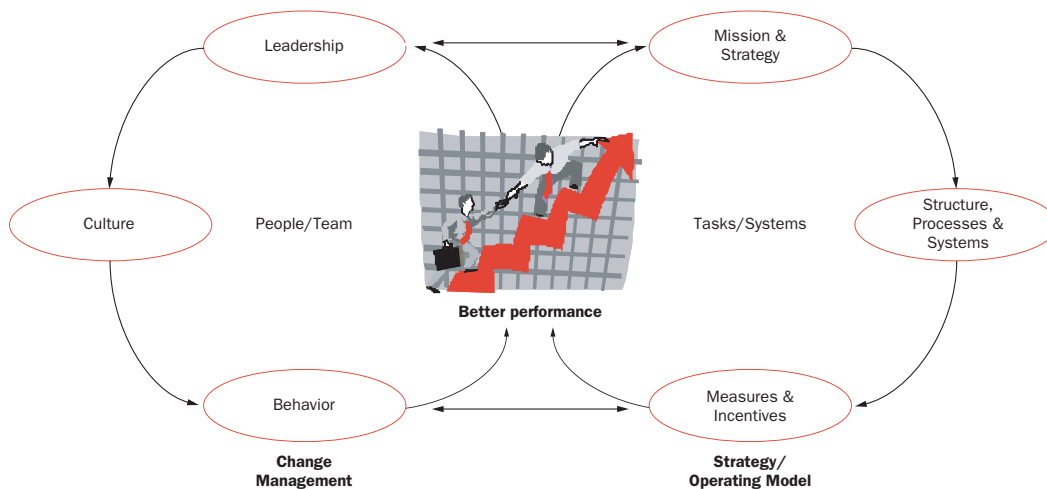 Leadership
Mission &
Strategy
Culture
People/Team
Tasks/Systems
Structure,
Processes &
Systems
Better performance
Behavior
Measures &
Incentives
Change
Management
Strategy/
Operating Model